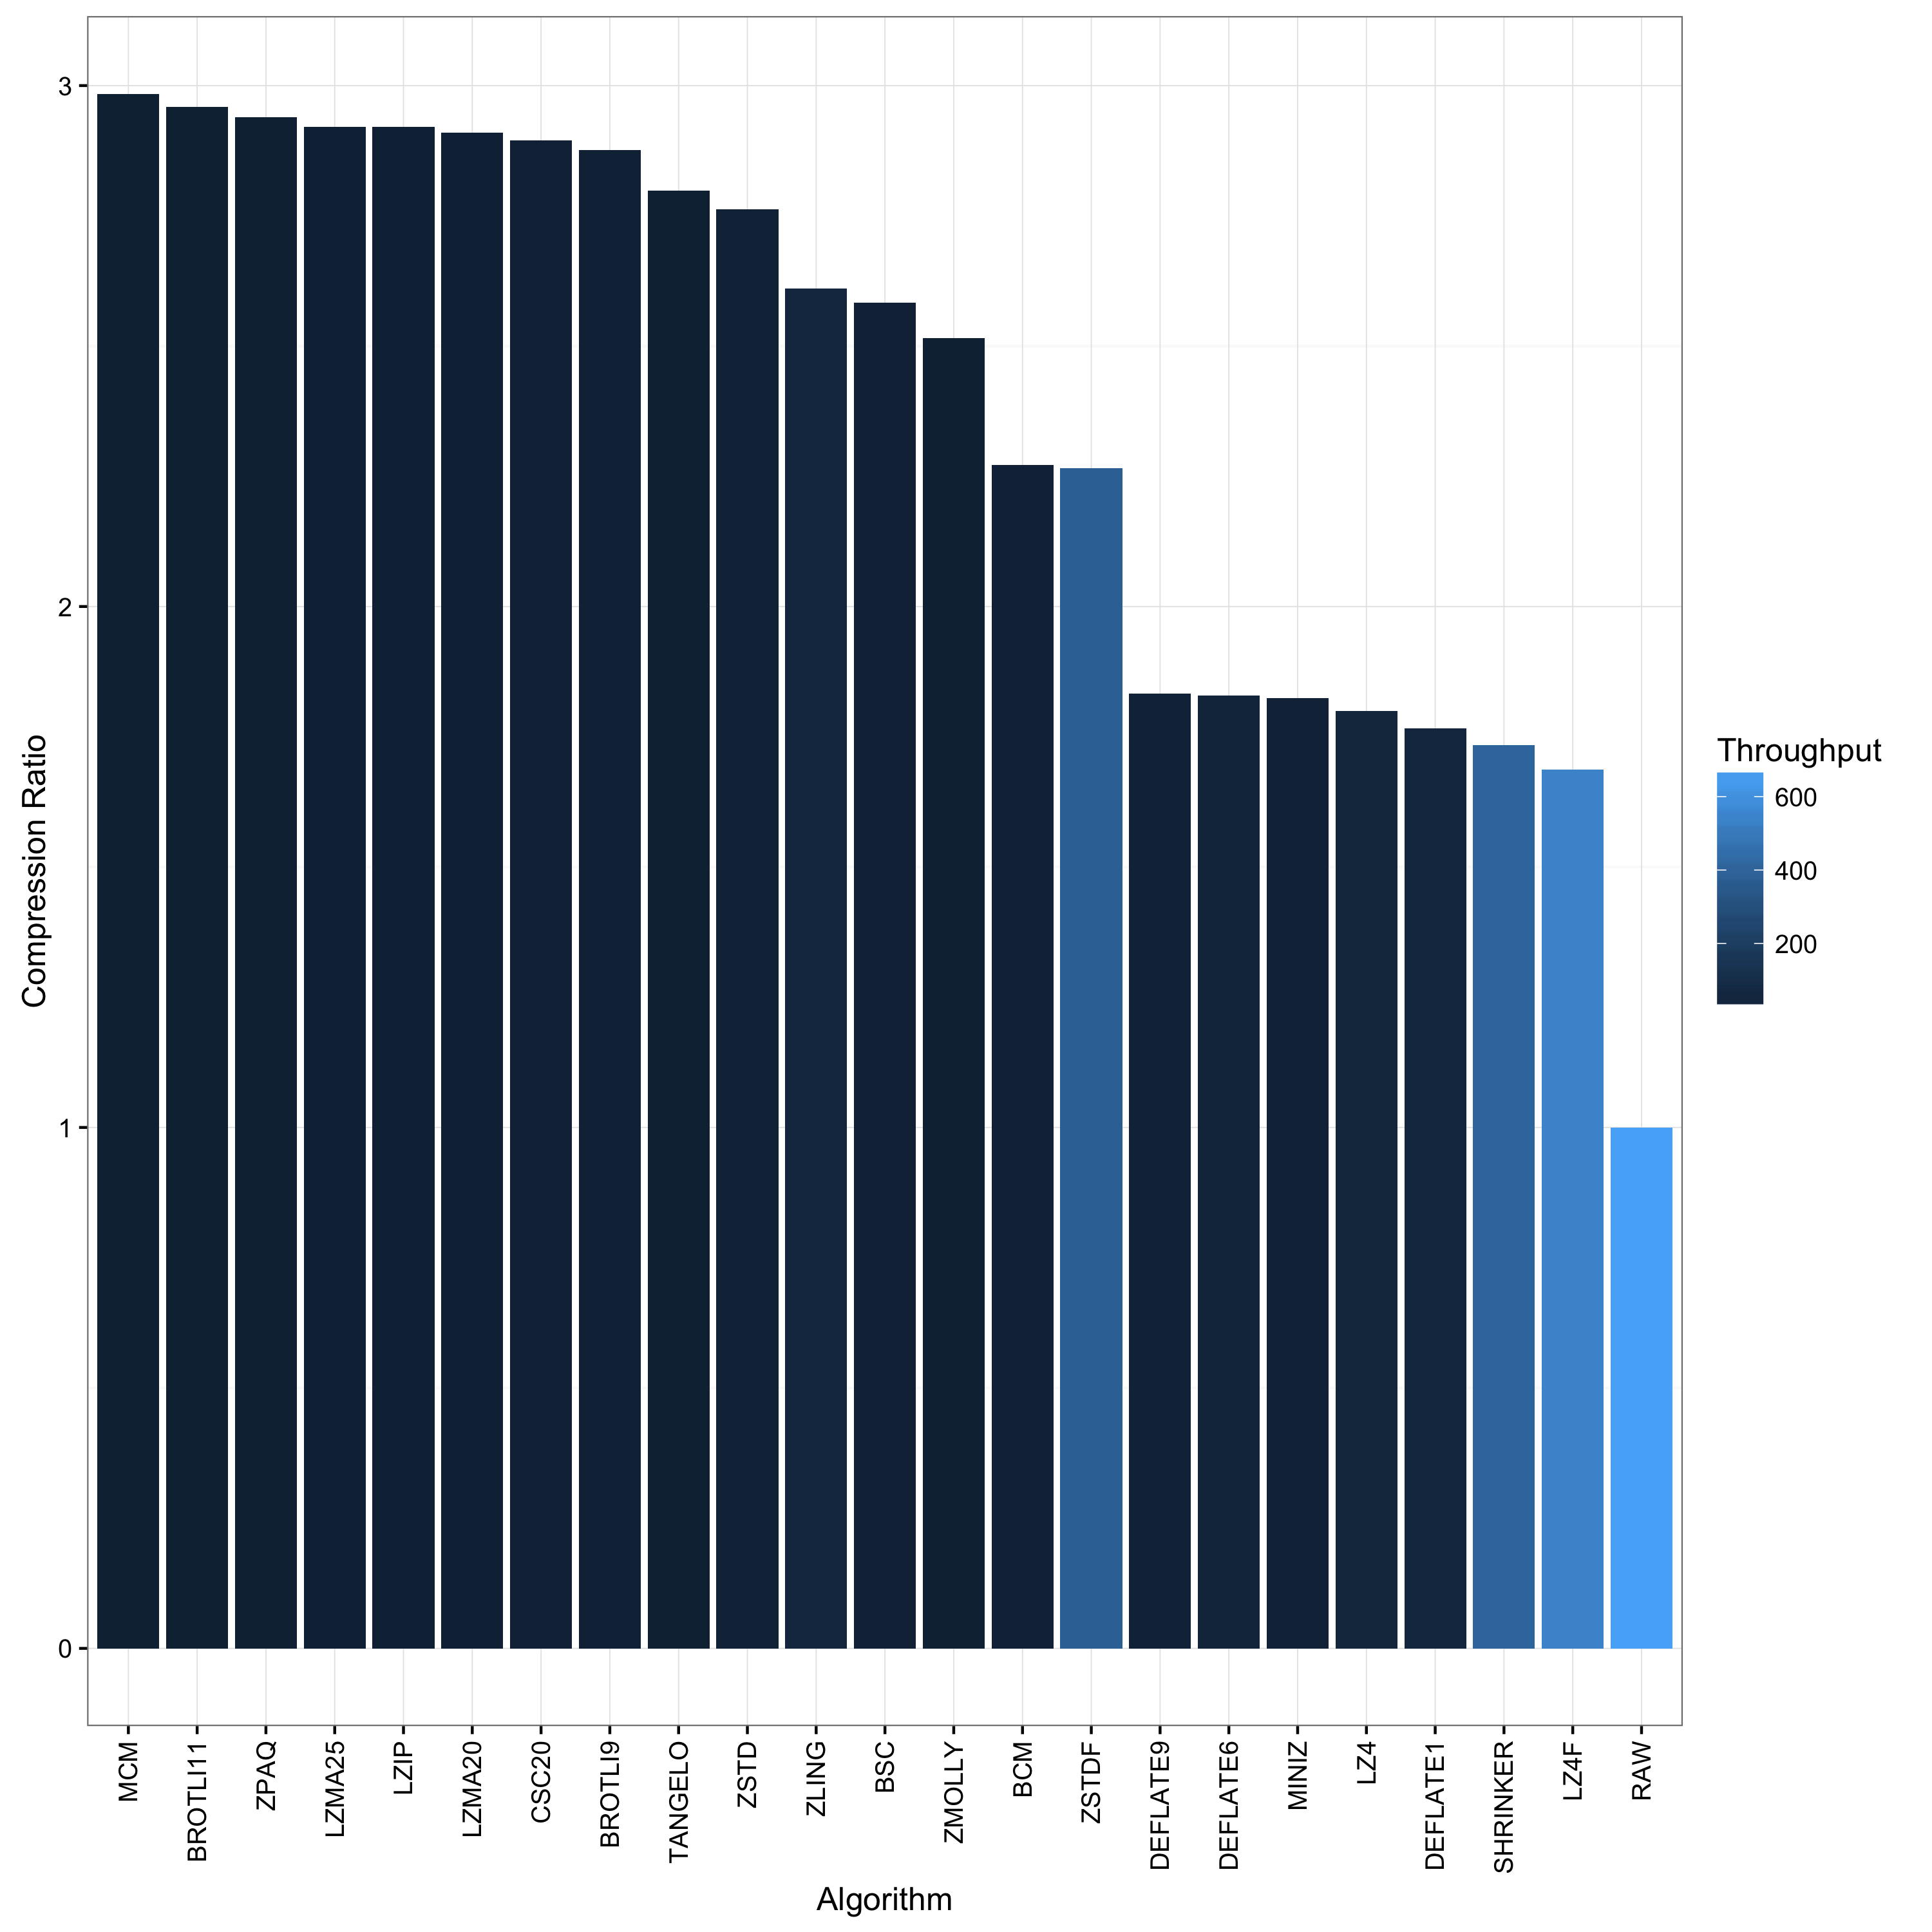 Compression Ratio
3
2
1
0
MCM
BROTLI11
ZPAQ
LZMA25
LZIP
LZMA20
CSC20
BROTLI9
TANGELO
ZSTD
ZLING
BSC
ZMOLLY
BCM
ZSTDF
DEFLATE9
DEFLATE6
MINIZ
LZ4
DEFLATE1
SHRINKER
LZ4F
RAW
Algorithm
Throughput
600
400
200